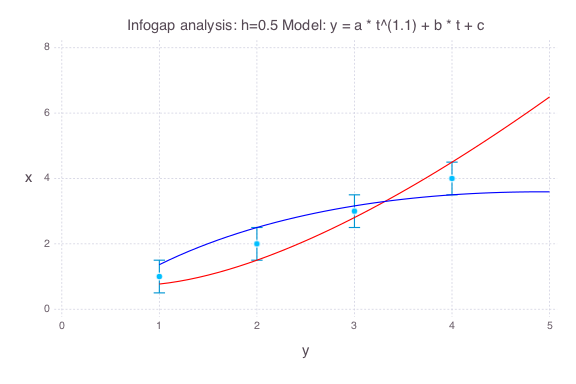 Infogap analysis: h=0.5 Model: y = a * t^(1.1) + b * t + c
8
6
x 4
2
0
0 1 2 3 4 5
y